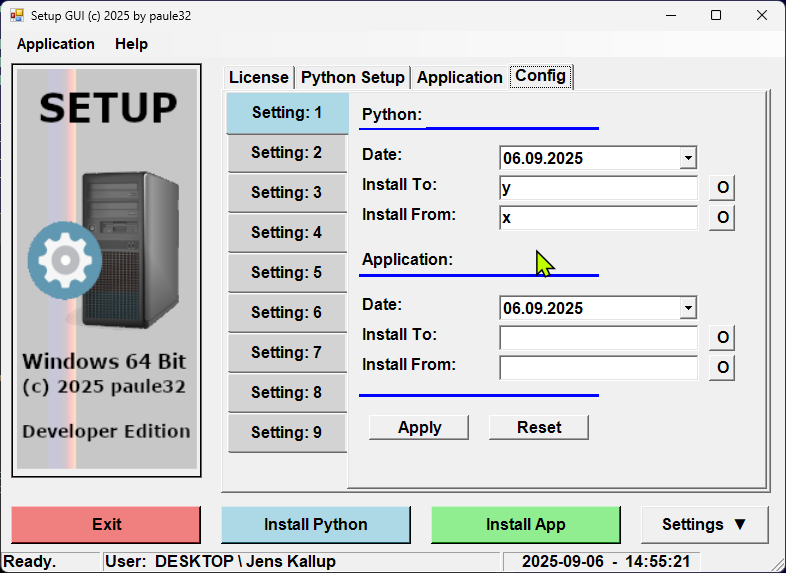 Setup GUI (c) 2025 by paule32
Application Help
SETUP
Windows 64 Bit
(c) 2025 paule32
Developer Edition
License Python Setup Application Config
Setting: 1
Setting: 2
Setting: 3
Setting: 4
Setting: 5
Setting: 6
Setting: 7
Setting: 8
Setting: 9
Python:
Date: 06.09.2025
Install To: y O
Install From: x O
Application:
Date: 06.09.2025
Install To: O
Install From: O
Apply Reset
Exit Install Python Install App Settings ▼
Ready. User: DESKTOP \ Jens Kallup 2025-09-06 - 14:55:21